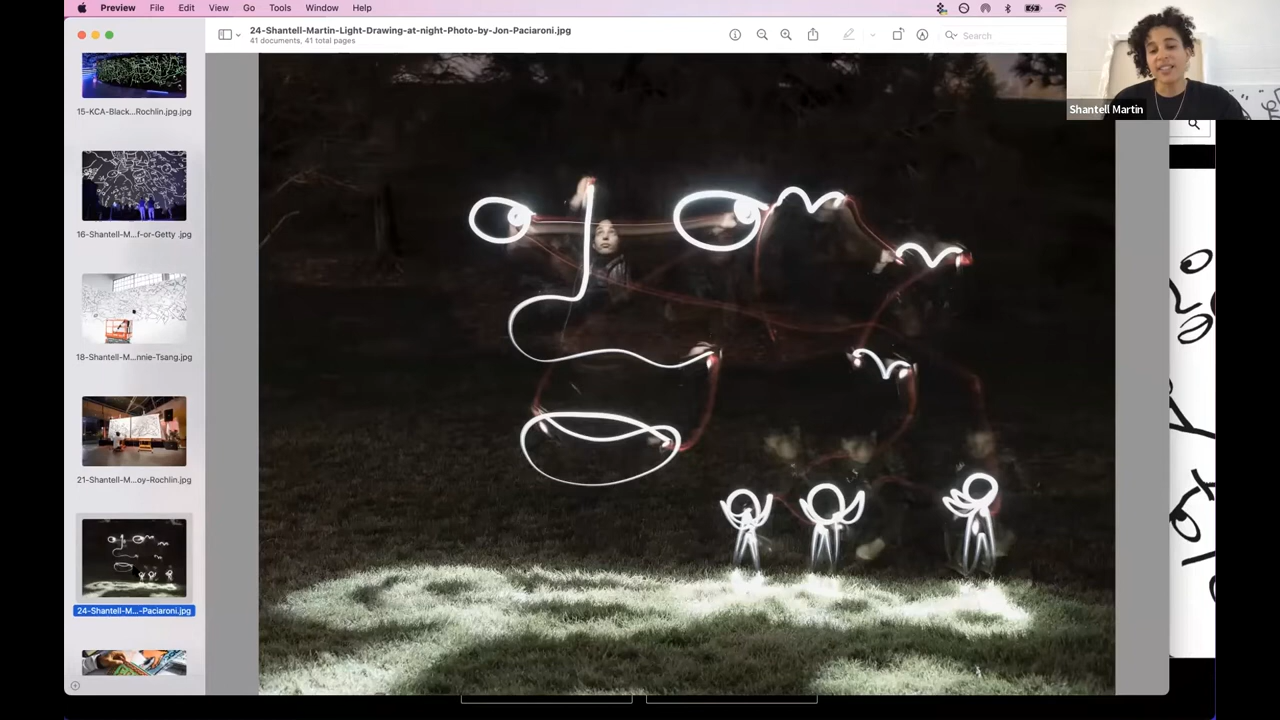 Preview File Edit View Go Tools Window Help
24-Shantell-Martin-Light-Drawing-at-night-Photo-by-Jon-Paciaroni.jpg
41 documents, 41 total pages
Search
Shantell Martin
15-KCA-Black...Rochlin.jpg.jpg
16-Shantell-M...f-or-Getty .jpg
18-Shantell-M...nnie-Tsang.jpg
21-Shantell-M...oy-Rochlin.jpg
24-Shantell-M...-Paciaroni.jpg